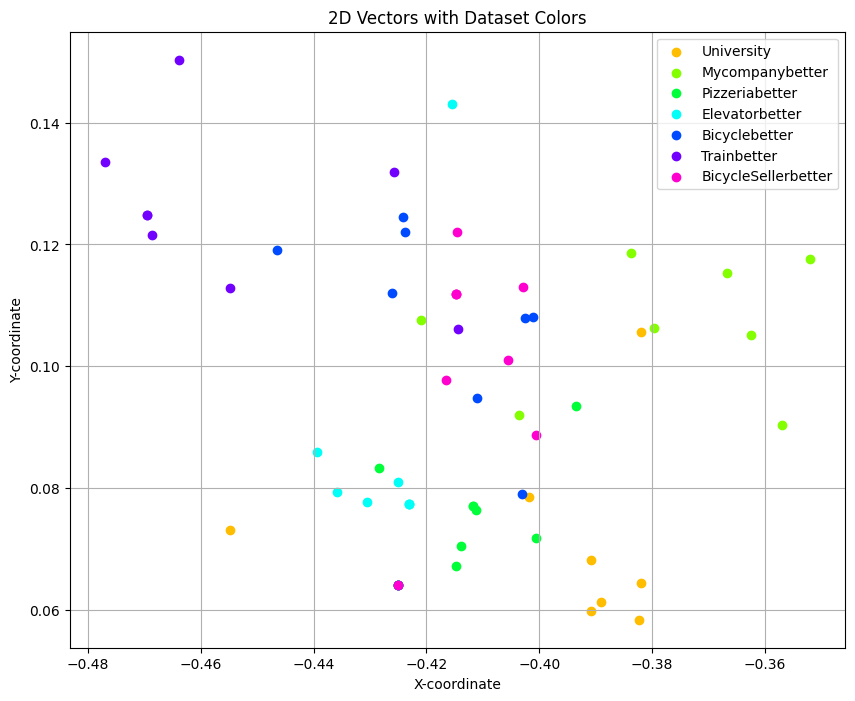 2D Vectors with Dataset Colors
University
Mycompanybetter
Pizzeriabetter
Elevatorbetter
Bicyclebetter
Trainbetter
BicycleSellerbetter
0.14
0.12
0.10
0.08
0.06
Y-coordinate
−0.48 −0.46 −0.44 −0.42 −0.40 −0.38 −0.36
X-coordinate